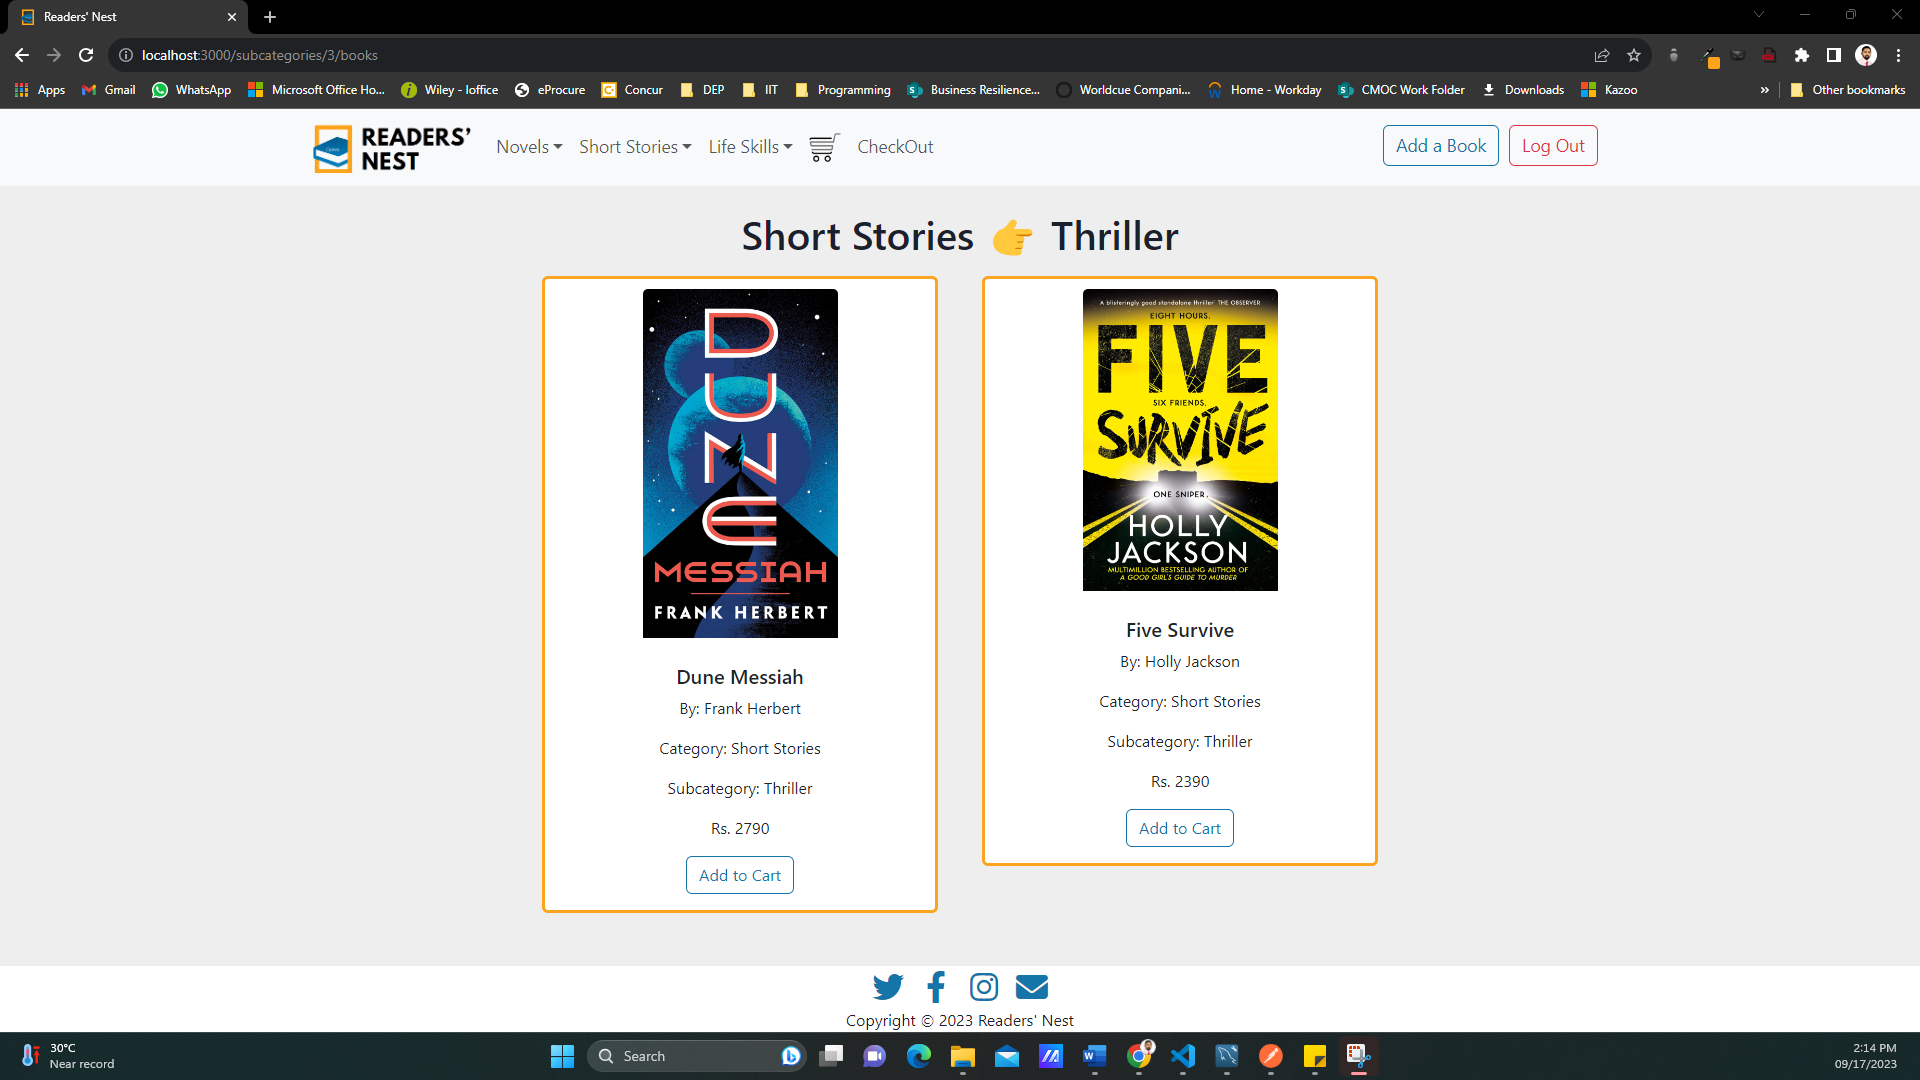 Readers' Nest
localhost:3000/subcategories/3/books
Apps Gmail WhatsApp Microsoft Office Ho... Wiley - Ioffice eProcure Concur DEP IIT Programming Business Resilience... Worldcue Compani... Home - Workday CMOC Work Folder Downloads Kazoo » Other bookmarks
READERS’
NEST
Novels Short Stories Life Skills CheckOut Add a Book Log Out
Short Stories 👉 Thriller
DUNE
MESSIAH
FRANK HERBERT
Dune Messiah
By: Frank Herbert
Category: Short Stories
Subcategory: Thriller
Rs. 2790
Add to Cart
‘A blisteringly good standalone thriller’ THE OBSERVER
EIGHT HOURS.
FIVE
SIX FRIENDS.
SURVIVE
ONE SNIPER.
HOLLY
JACKSON
MULTIMILLION BESTSELLING AUTHOR OF
A GOOD GIRL'S GUIDE TO MURDER
Five Survive
By: Holly Jackson
Category: Short Stories
Subcategory: Thriller
Rs. 2390
Add to Cart
Copyright © 2023 Readers' Nest
30°C
Near record
Search
2:14 PM
09/17/2023